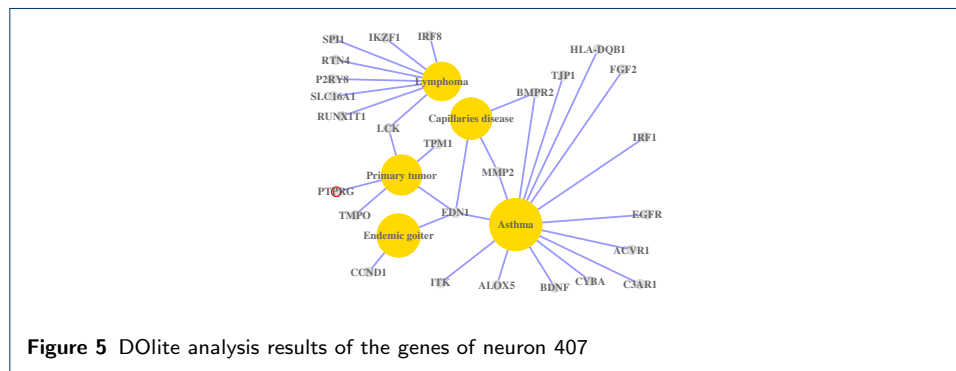 IRF8
IKZF1
SPI1
HLA-DQB1
RTN4
FGF2
TJP1
P2RY8
Lymphoma
BMPR2
SLC16A1
RUNX1T1
Capillaries disease
LCK
IRF1
TPM1
MMP2
Primary tumor
PTPRG
EDN1
TMPO
EGFR
Asthma
Endemic goiter
ACVR1
CCND1
ITK
ALOX5
BDNF
CYBA
C3AR1
Figure 5 DOlite analysis results of the genes of neuron 407